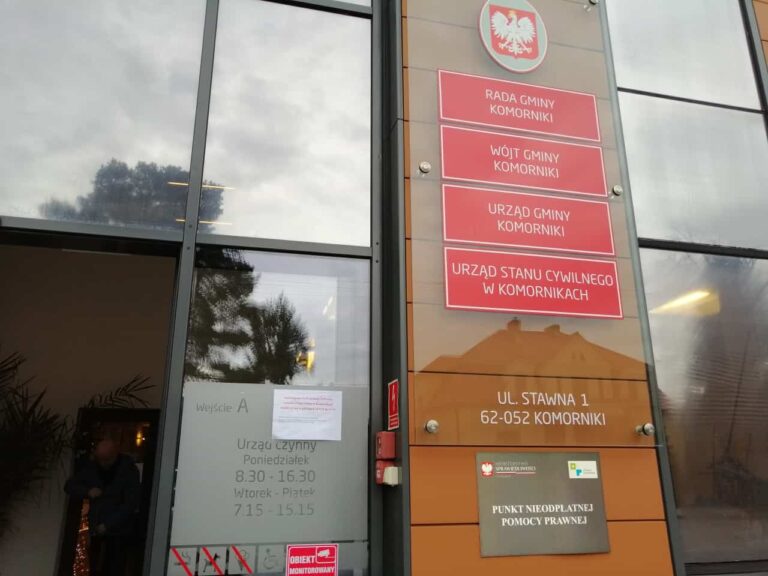 RADA GMINY
KOMORNIKI
WÓJT GMINY
KOMORNIKI
URZĄD GMINY
KOMORNIKI
URZĄD STANU CYWILNEGO
W KOMORNIKACH
UL. STAWNA 1
62-052 KOMORNIKI
SPRAWIEDLIWOŚCI
PUNKT NIEODPŁATNEJ
POMOCY PRAWNEJ
Wejście A
Urząd czynny
Poniedziałek
8.30 - 16.30
Wtorek - Piątek
7.15 - 15.15
OBIEKT
MONITOROWANY